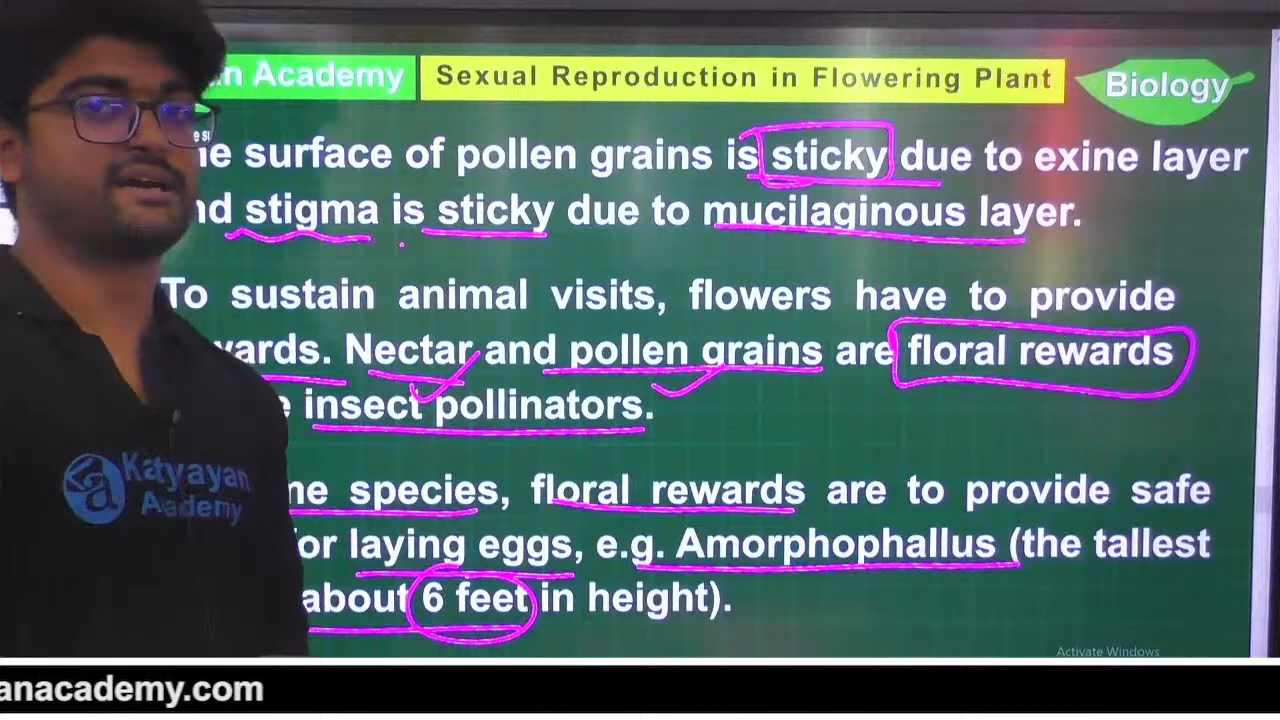 n Academy
Sexual Reproduction in Flowering Plant
Biology
e surface of pollen grains is sticky due to exine layer
nd stigma is sticky due to mucilaginous layer.
To sustain animal visits, flowers have to provide
wards. Nectar and pollen grains are floral rewards
e insect pollinators.
me species, floral rewards are to provide safe
for laying eggs, e.g. Amorphophallus (the tallest
about 6 feet in height).
Katyayan
Academy
Activate Windows
anacademy.com